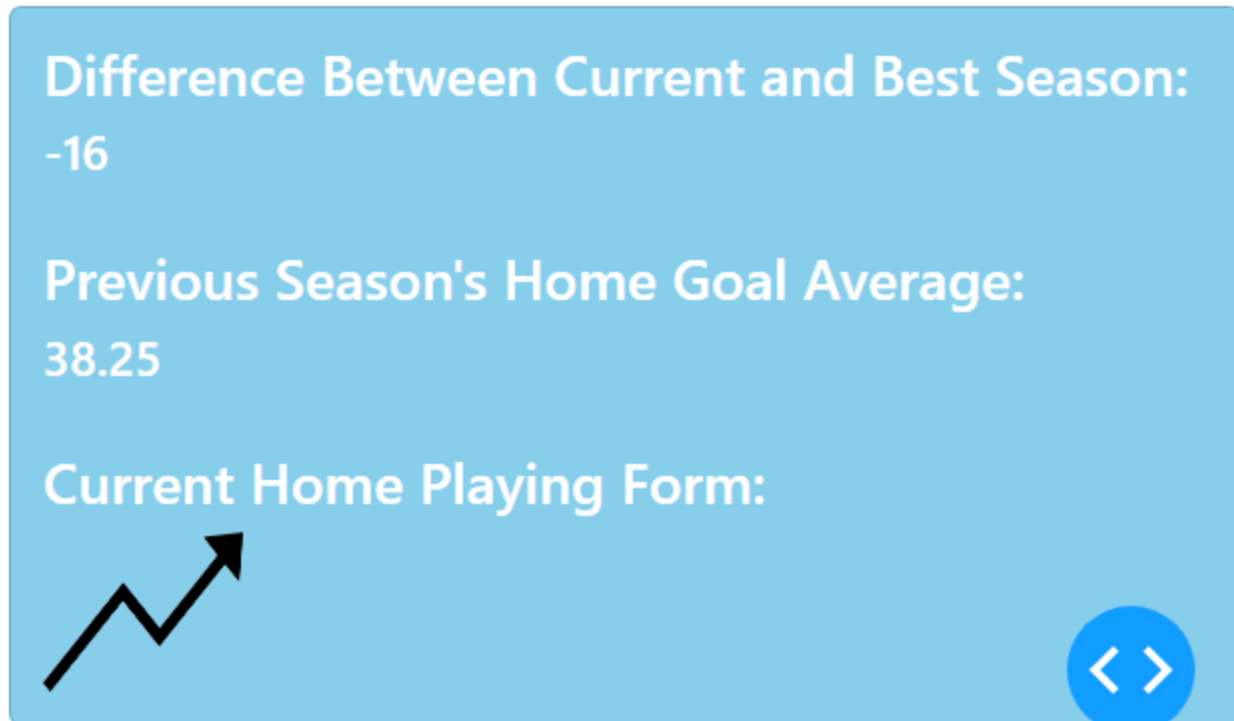 Difference Between Current and Best Season:
-16
Previous Season's Home Goal Average:
38.25
Current Home Playing Form: